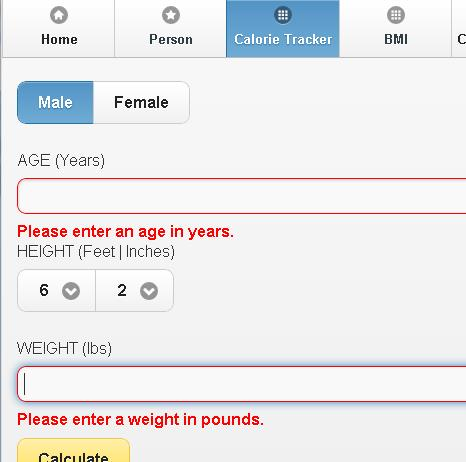 Home Person Calorie Tracker BMI C
Male Female
AGE (Years)
Please enter an age in years.
HEIGHT (Feet | Inches)
6 2
WEIGHT (lbs)
Please enter a weight in pounds.
Calculate